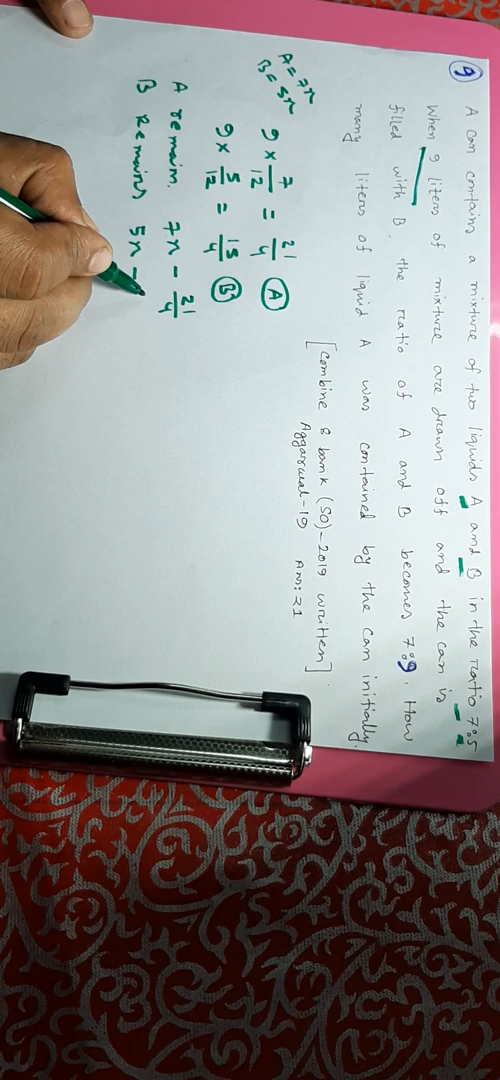 9 A can contains a mixture of two liquids A and B in the ratio 7:5
When 9 liters of mixture are drawn off and the can is
filled with B, the ratio of A and B becomes 7:9. How
many liters of liquid A was contained by the can initially.
[Combine 8 bank (SO)-2019 written]
Aggarwal-19 Ans: 21
A = 7x
B = 5x
9 × 7/12 = 21/4 A
9 × 5/12 = 15/4 B
A remain, 7x - 21/4
B Remains 5x -